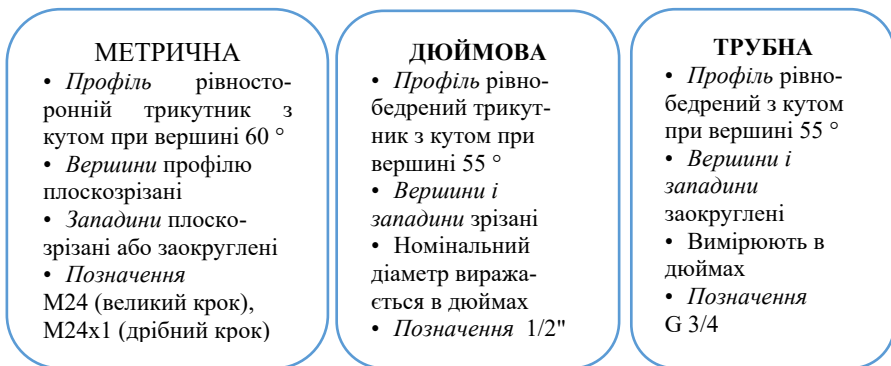 МЕТРИЧНА
• Профіль рівносто-
ронній трикутник з
кутом при вершині 60 °
• Вершини профілю
плоскозрізані
• Западини плоско-
зрізані або заокруглені
• Позначення
М24 (великий крок),
М24х1 (дрібний крок)
ДЮЙМОВА
• Профіль рівно-
бедрений трикут-
ник з кутом при
вершині 55 °
• Вершини і
западини зрізані
• Номінальний
діаметр виража-
ється в дюймах
• Позначення 1/2"
ТРУБНА
• Профіль рівно-
бедрений з кутом
при вершині 55 °
• Вершини і
западини
заокруглені
• Вимірюють в
дюймах
• Позначення
G 3/4